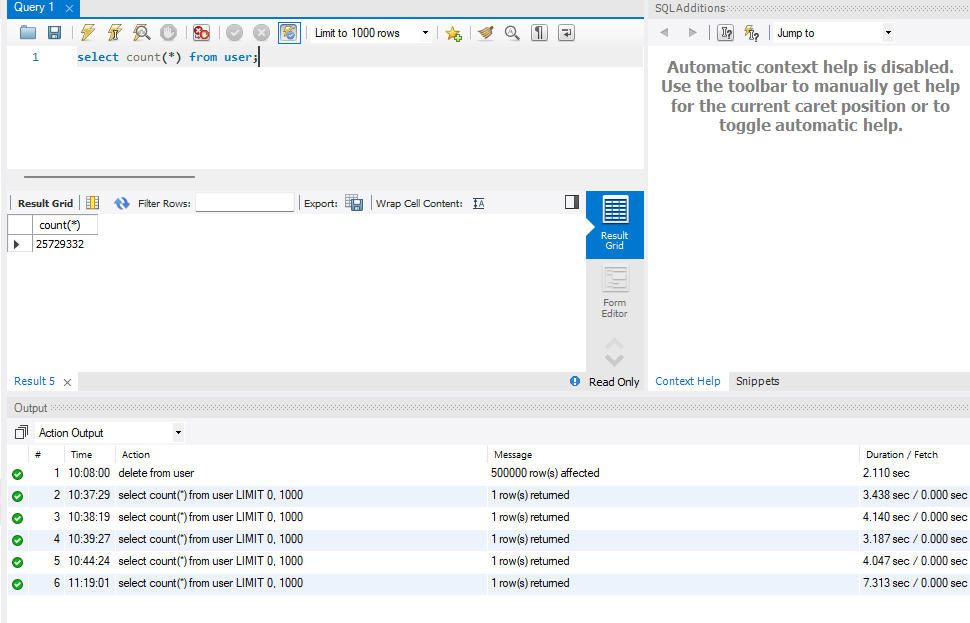 Query 1
SQLAdditions
Limit to 1000 rows
Jump to
1 select count(*) from user;
Automatic context help is disabled.
Use the toolbar to manually get help
for the current caret position or to
toggle automatic help.
Result Grid Filter Rows: Export: Wrap Cell Content: IA
count(*)
25729332
Result
Grid
Form
Editor
Result 5
Read Only
Context Help Snippets
Output
Action Output
# Time Action Message Duration / Fetch
1 10:08:00 delete from user 500000 row(s) affected 2.110 sec
2 10:37:29 select count(*) from user LIMIT 0, 1000 1 row(s) returned 3.438 sec / 0.000 sec
3 10:38:19 select count(*) from user LIMIT 0, 1000 1 row(s) returned 4.140 sec / 0.000 sec
4 10:39:27 select count(*) from user LIMIT 0, 1000 1 row(s) returned 3.187 sec / 0.000 sec
5 10:44:24 select count(*) from user LIMIT 0, 1000 1 row(s) returned 4.047 sec / 0.000 sec
6 11:19:01 select count(*) from user LIMIT 0, 1000 1 row(s) returned 7.313 sec / 0.000 sec